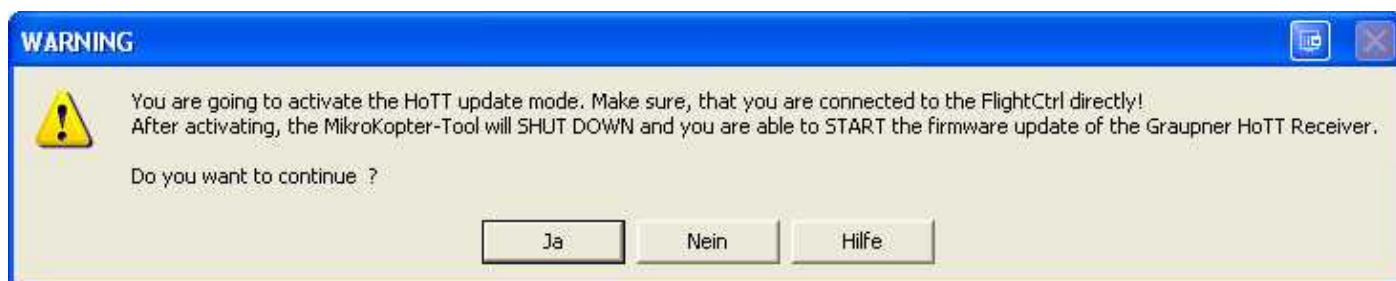 WARNING
You are going to activate the HoTT update mode. Make sure, that you are connected to the FlightCtrl directly!
After activating, the MikroKopter-Tool will SHUT DOWN and you are able to START the firmware update of the Graupner HoTT Receiver.
Do you want to continue ?
Ja Nein Hilfe